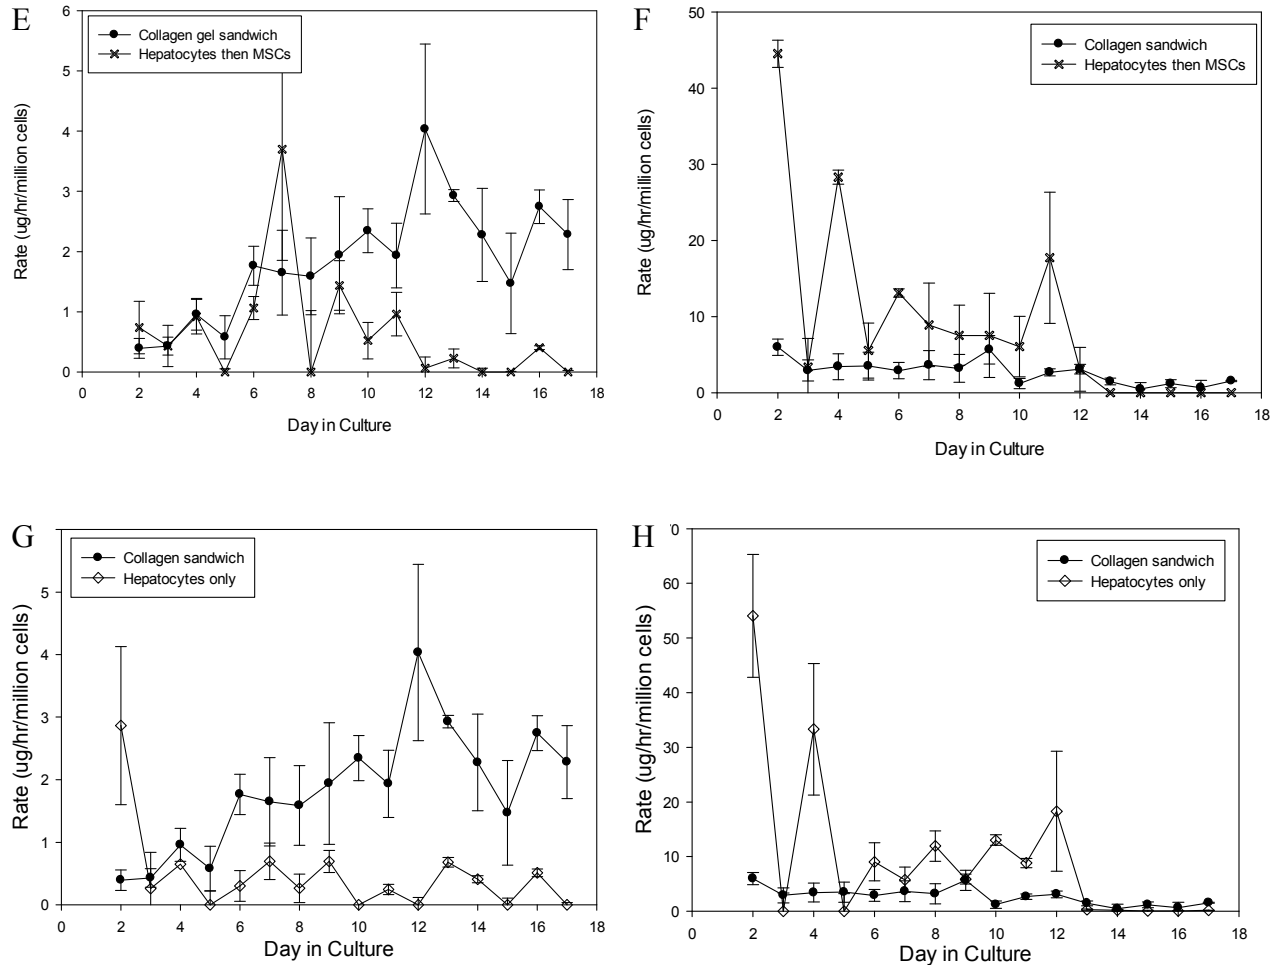 E
6
5
4
3
2
1
0
Collagen gel sandwich
Hepatocytes then MSCs
Rate (ug/hr/million cells)
0 2 4 6 8 10 12 14 16 18
Day in Culture
F
50
40
30
20
10
0
Collagen sandwich
Hepatocytes then MSCs
Rate (ug/hr/million cells)
0 2 4 6 8 10 12 14 16 18
Day in Culture
G
5
4
3
2
1
0
Collagen sandwich
Hepatocytes only
Rate (ug/hr/million cells)
0 2 4 6 8 10 12 14 16 18
Day in Culture
H
0
60
50
40
30
20
10
0
Collagen sandwich
Hepatocytes only
Rate (ug/hr/million cells)
0 2 4 6 8 10 12 14 16 18
Day in Culture